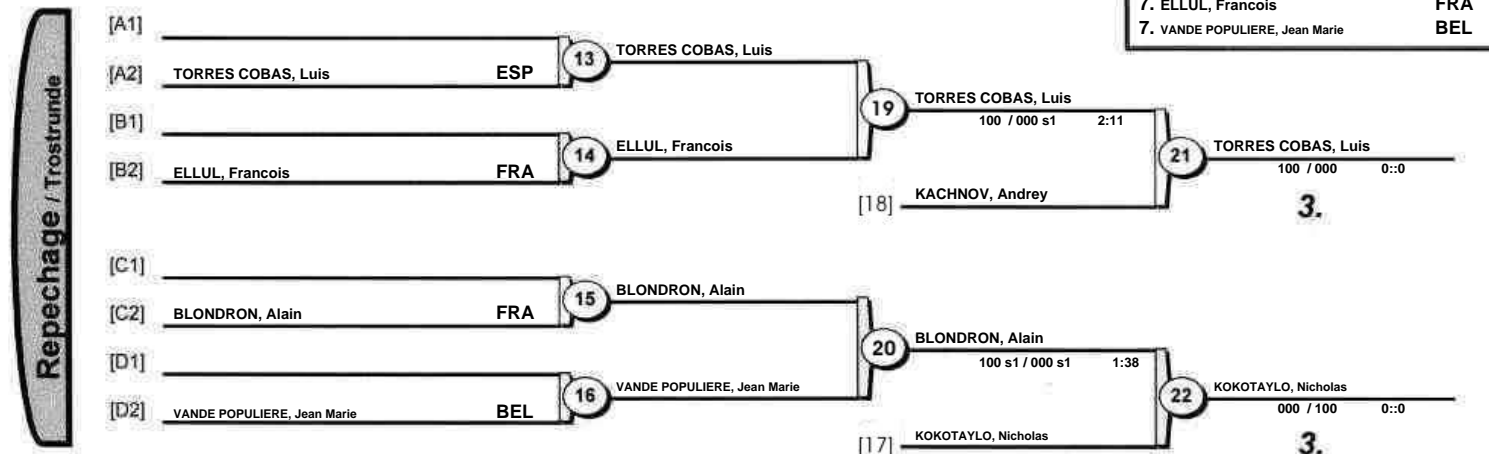 7. ELLUL, Francois FRA
7. VANDE POPULIERE, Jean Marie BEL
Repechage / Trostrunde
[A1]
[A2] TORRES COBAS, Luis ESP
13 TORRES COBAS, Luis
[B1]
[B2] ELLUL, Francois FRA
14 ELLUL, Francois
19 TORRES COBAS, Luis
100 / 000 s1 2:11
[18] KACHNOV, Andrey
21 TORRES COBAS, Luis
100 / 000 0::0
3.
[C1]
[C2] BLONDRON, Alain FRA
15 BLONDRON, Alain
[D1]
[D2] VANDE POPULIERE, Jean Marie BEL
16 VANDE POPULIERE, Jean Marie
20 BLONDRON, Alain
100 s1 / 000 s1 1:38
[17] KOKOTAYLO, Nicholas
22 KOKOTAYLO, Nicholas
000 / 100 0::0
3.